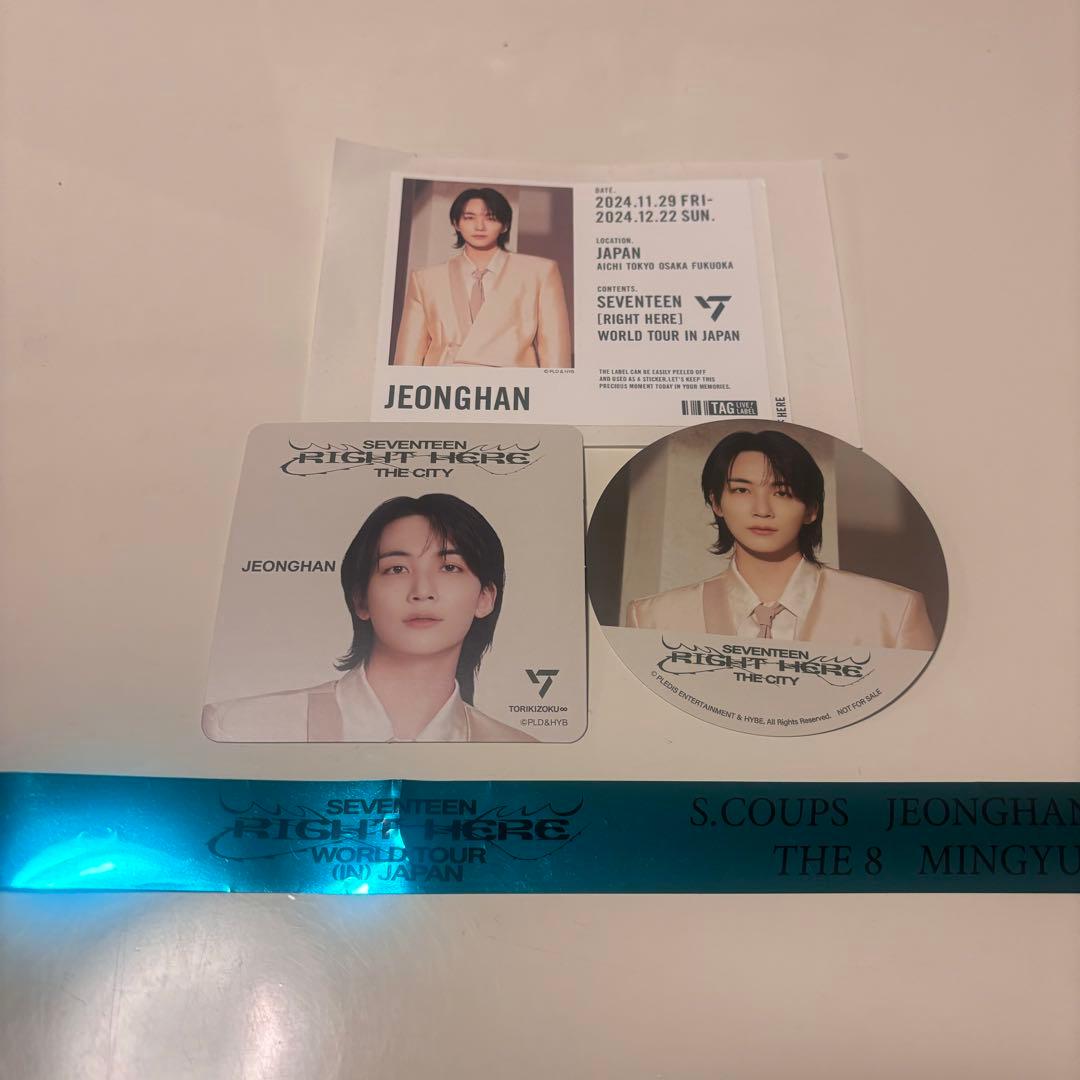 DATE.
2024.11.29 FRI-
2024.12.22 SUN.
LOCATION.
JAPAN
AICHI TOKYO OSAKA FUKUOKA
CONTENTS.
SEVENTEEN
[RIGHT HERE]
WORLD TOUR IN JAPAN
©PLD&HYB
THE LABEL CAN BE EASILY PEELED OFF
AND USED AS A STICKER. LET'S KEEP THIS
PRECIOUS MOMENT TODAY IN YOUR MEMORIES.
JEONGHAN
TAG LIVE! LABEL
HERE
SEVENTEEN
RIGHT HERE
THE CITY
JEONGHAN
TORIKIZOKU∞
©PLD&HYB
SEVENTEEN
RIGHT HERE
THE CITY
© PLEDIS ENTERTAINMENT & HYBE. All Rights Reserved. NOT FOR SALE
SEVENTEEN
RIGHT HERE
WORLD TOUR
(IN) JAPAN
S.COUPS JEONGHAN
THE 8 MINGYU